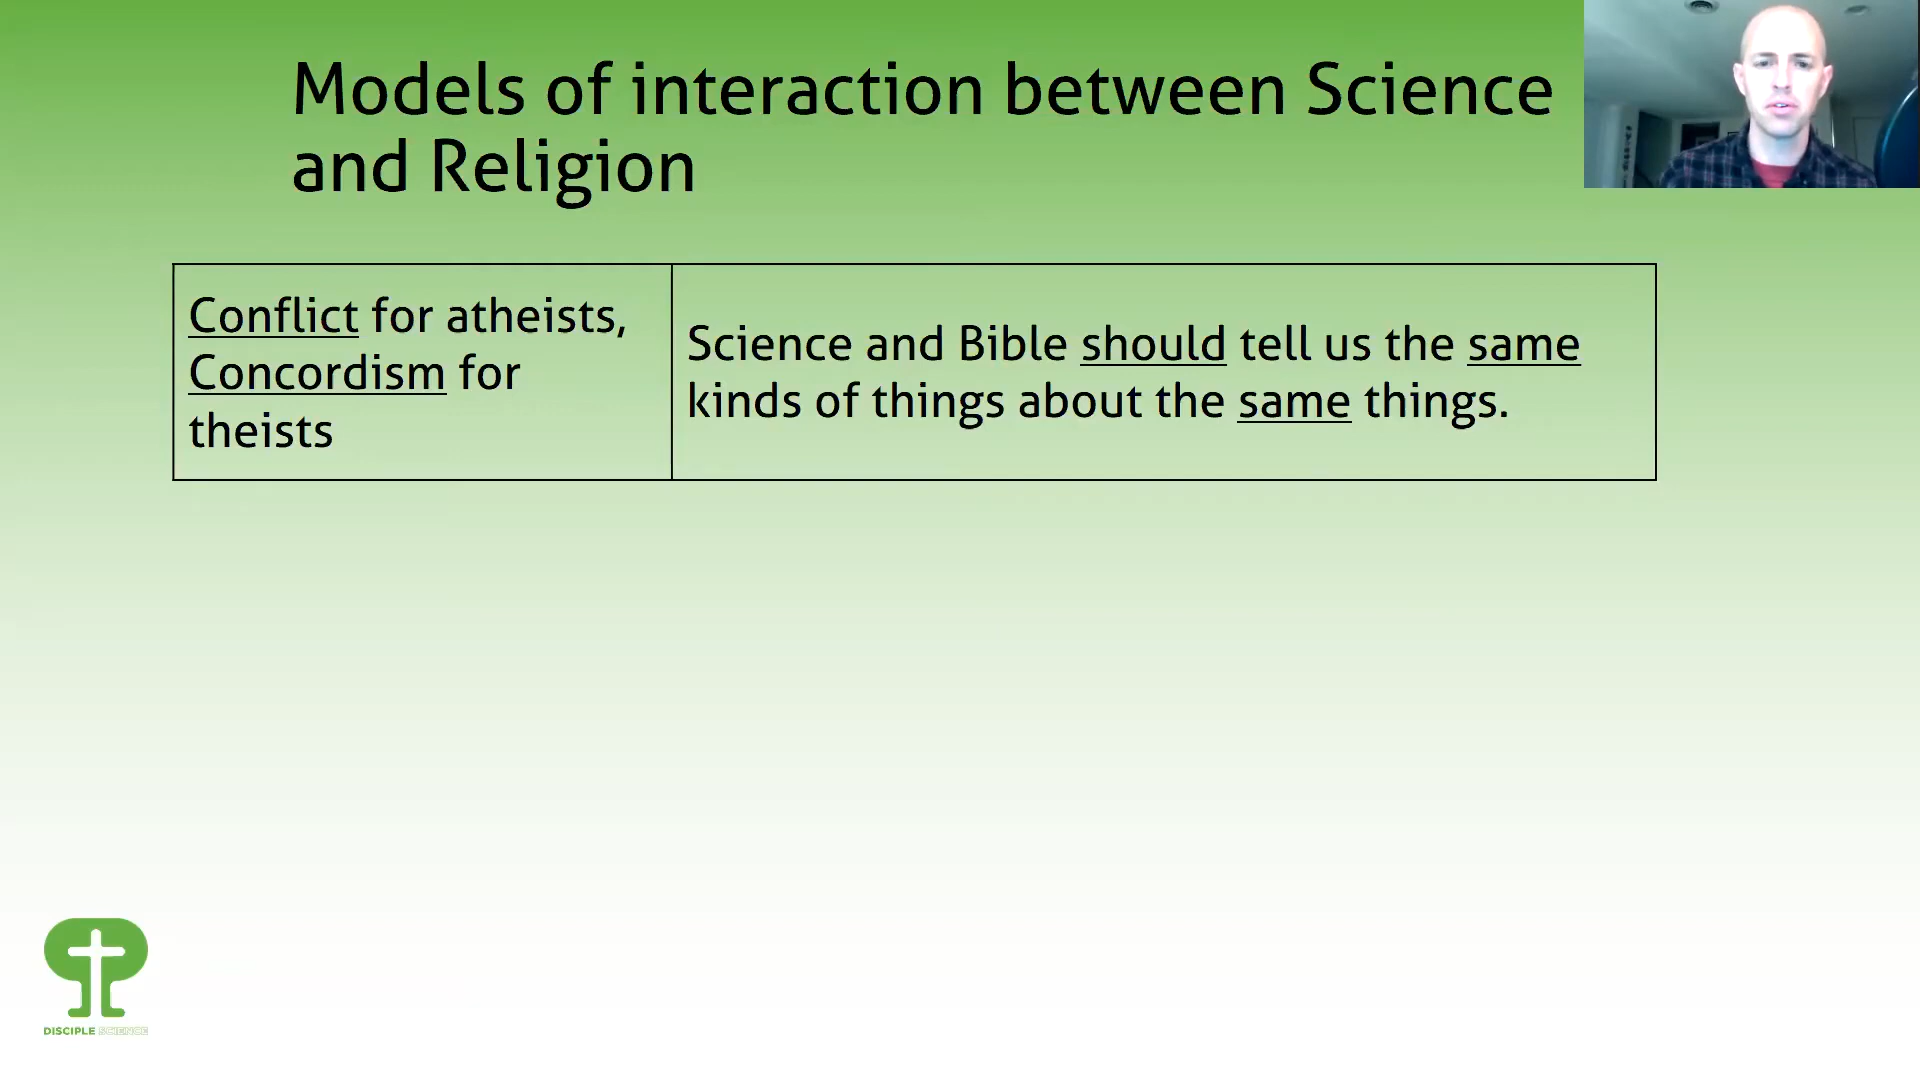 Models of interaction between Science
and Religion
Conflict for atheists,
Concordism for
theists
Science and Bible should tell us the same
kinds of things about the same things.
DISCIPLE SCIENCE